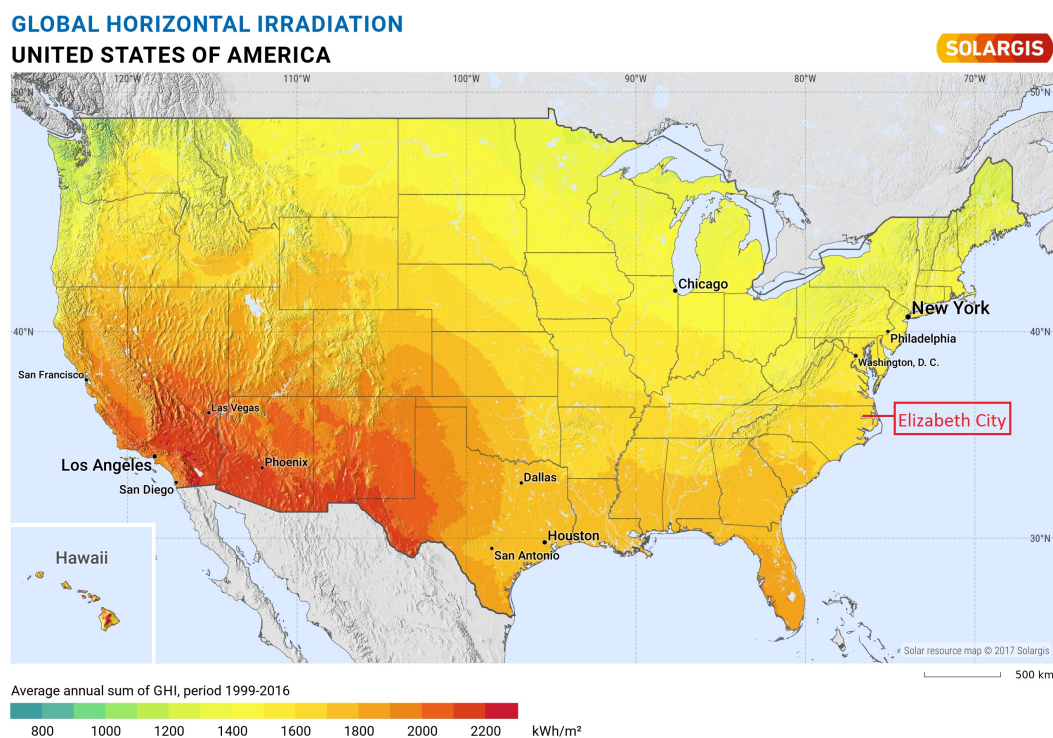 GLOBAL HORIZONTAL IRRADIATION
UNITED STATES OF AMERICA
SOLARGIS
120°W 110°W 100°W 90°W 80°W 70°W
50°N 50°N
Chicago
New York
40°N 40°N
Philadelphia
Washington, D. C.
San Francisco
Las Vegas
Elizabeth City
Los Angeles
Phoenix
San Diego
Dallas
Houston
30°N
San Antonio
Hawaii
Solar resource map © 2017 Solargis
500 km
Average annual sum of GHI, period 1999-2016
800 1000 1200 1400 1600 1800 2000 2200 kWh/m²